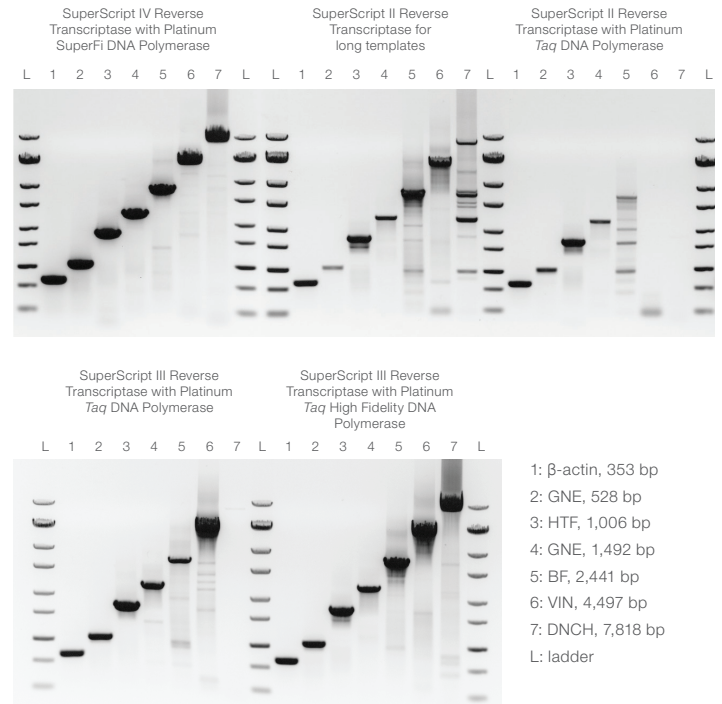 SuperScript IV Reverse
Transcriptase with Platinum
SuperFi DNA Polymerase
SuperScript II Reverse
Transcriptase for
long templates
SuperScript II Reverse
Transcriptase with Platinum
Taq DNA Polymerase
L 1 2 3 4 5 6 7 L L 1 2 3 4 5 6 7 L 1 2 3 4 5 6 7 L
SuperScript III Reverse
Transcriptase with Platinum
Taq DNA Polymerase
SuperScript III Reverse
Transcriptase with Platinum
Taq High Fidelity DNA
Polymerase
L 1 2 3 4 5 6 7 L 1 2 3 4 5 6 7 L
1: β-actin, 353 bp
2: GNE, 528 bp
3: HTF, 1,006 bp
4: GNE, 1,492 bp
5: BF, 2,441 bp
6: VIN, 4,497 bp
7: DNCH, 7,818 bp
L: ladder